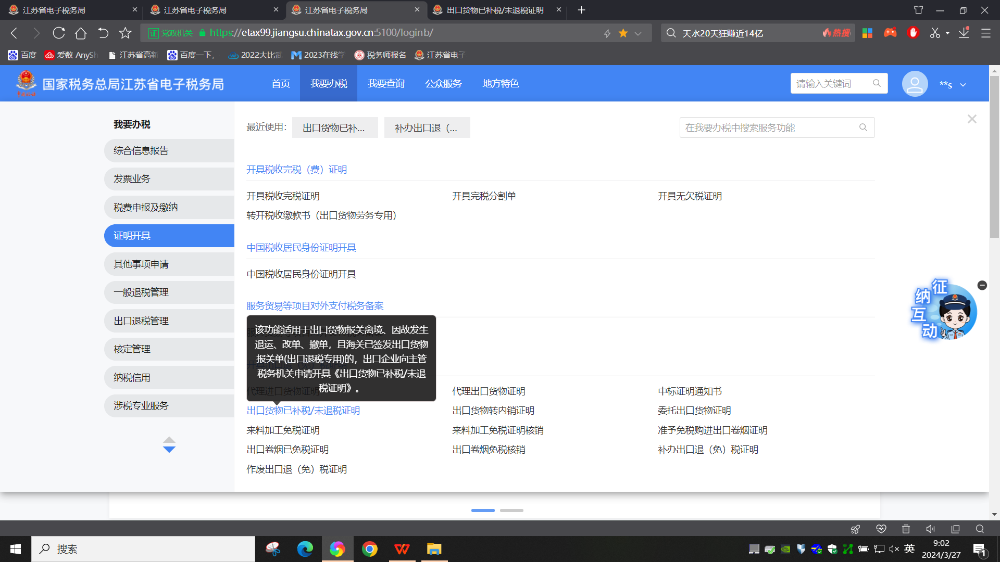 江苏省电子税务局
江苏省电子税务局
江苏省电子税务局
出口货物已补税/未退税证明
证 党政机关 https://etax99.jiangsu.chinatax.gov.cn:5100/loginb/
天水20天狂赚近14亿
热搜
百度
爱数 AnySh
江苏省高新
百度一下,
2022大比武
2023在线学
税务师报名
江苏省电子
国家税务总局江苏省电子税务局
首页
我要办税
我要查询
公众服务
地方特色
请输入关键词
**s
我要办税
综合信息报告
发票业务
税费申报及缴纳
证明开具
其他事项申请
一般退税管理
出口退税管理
核定管理
纳税信用
涉税专业服务
最近使用:
出口货物已补...
补办出口退（...
在我要办税中搜索服务功能
开具税收完税（费）证明
开具税收完税证明
开具完税分割单
开具无欠税证明
转开税收缴款书（出口货物劳务专用）
中国税收居民身份证明开具
中国税收居民身份证明开具
服务贸易等项目对外支付税务备案
该功能适用于出口货物报关离境、因故发生
退运、改单、撤单，且海关已签发出口货物
报关单(出口退税专用)的，出口企业向主管
税务机关申请开具《出口货物已补税/未退
税证明》。
代理进口货物证明
代理出口货物证明
中标证明通知书
出口货物已补税/未退税证明
出口货物转内销证明
委托出口货物证明
来料加工免税证明
来料加工免税证明核销
准予免税购进出口卷烟证明
出口卷烟已免税证明
出口卷烟免税核销
补办出口退（免）税证明
作废出口退（免）税证明
征纳互动
搜索
英
9:02
2024/3/27
1